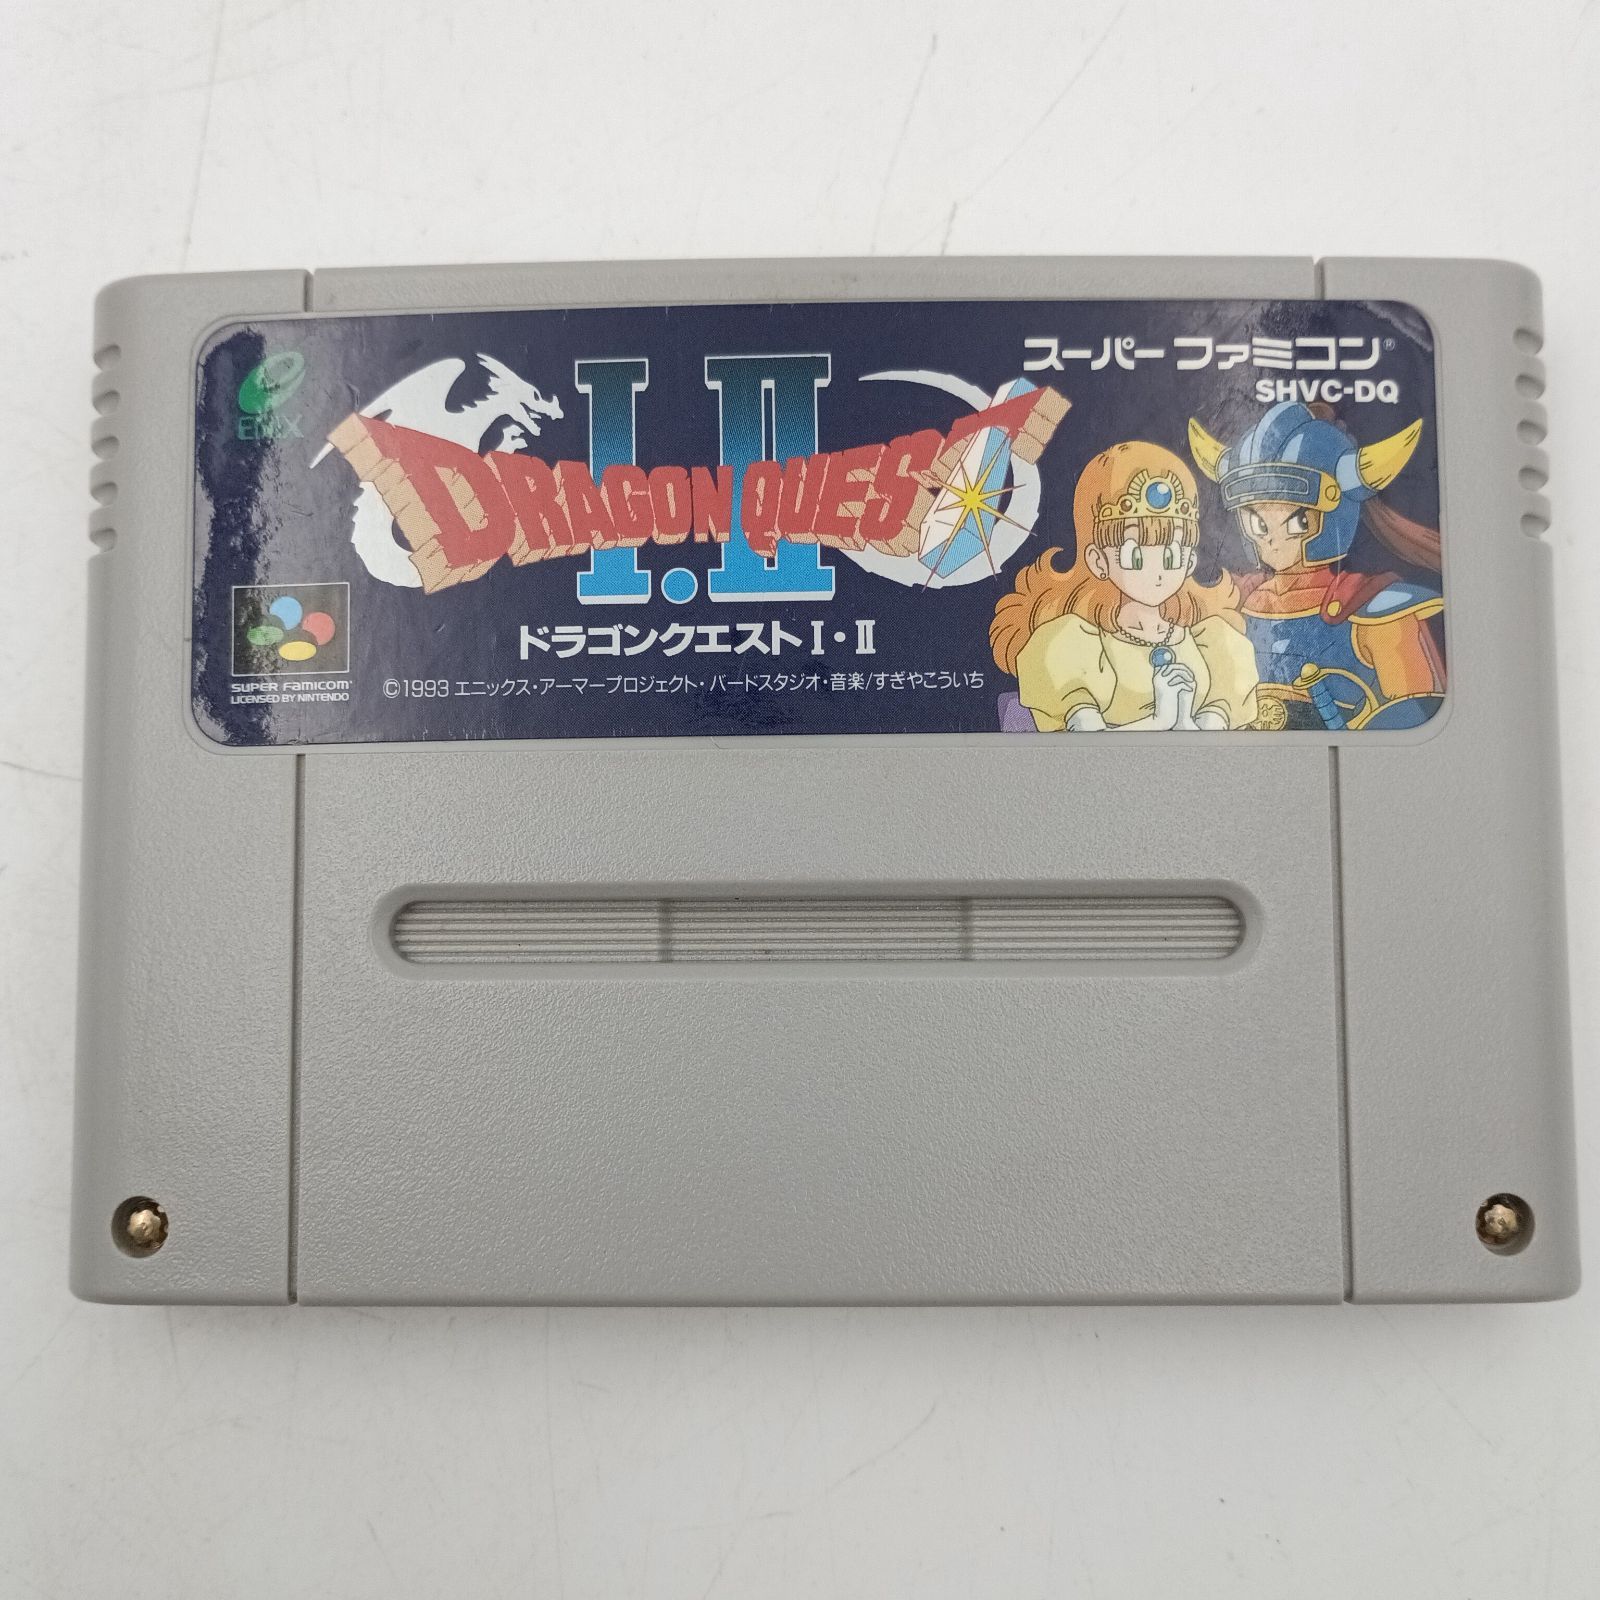 スーパーファミコン®
SHVC-DQ
ENIX
I・II
DRAGON QUEST
ドラゴンクエストI・II
©1993 エニックス・アーマープロジェクト・バードスタジオ・音楽/すぎやこういち
SUPER FAMICOM
LICENSED BY NINTENDO